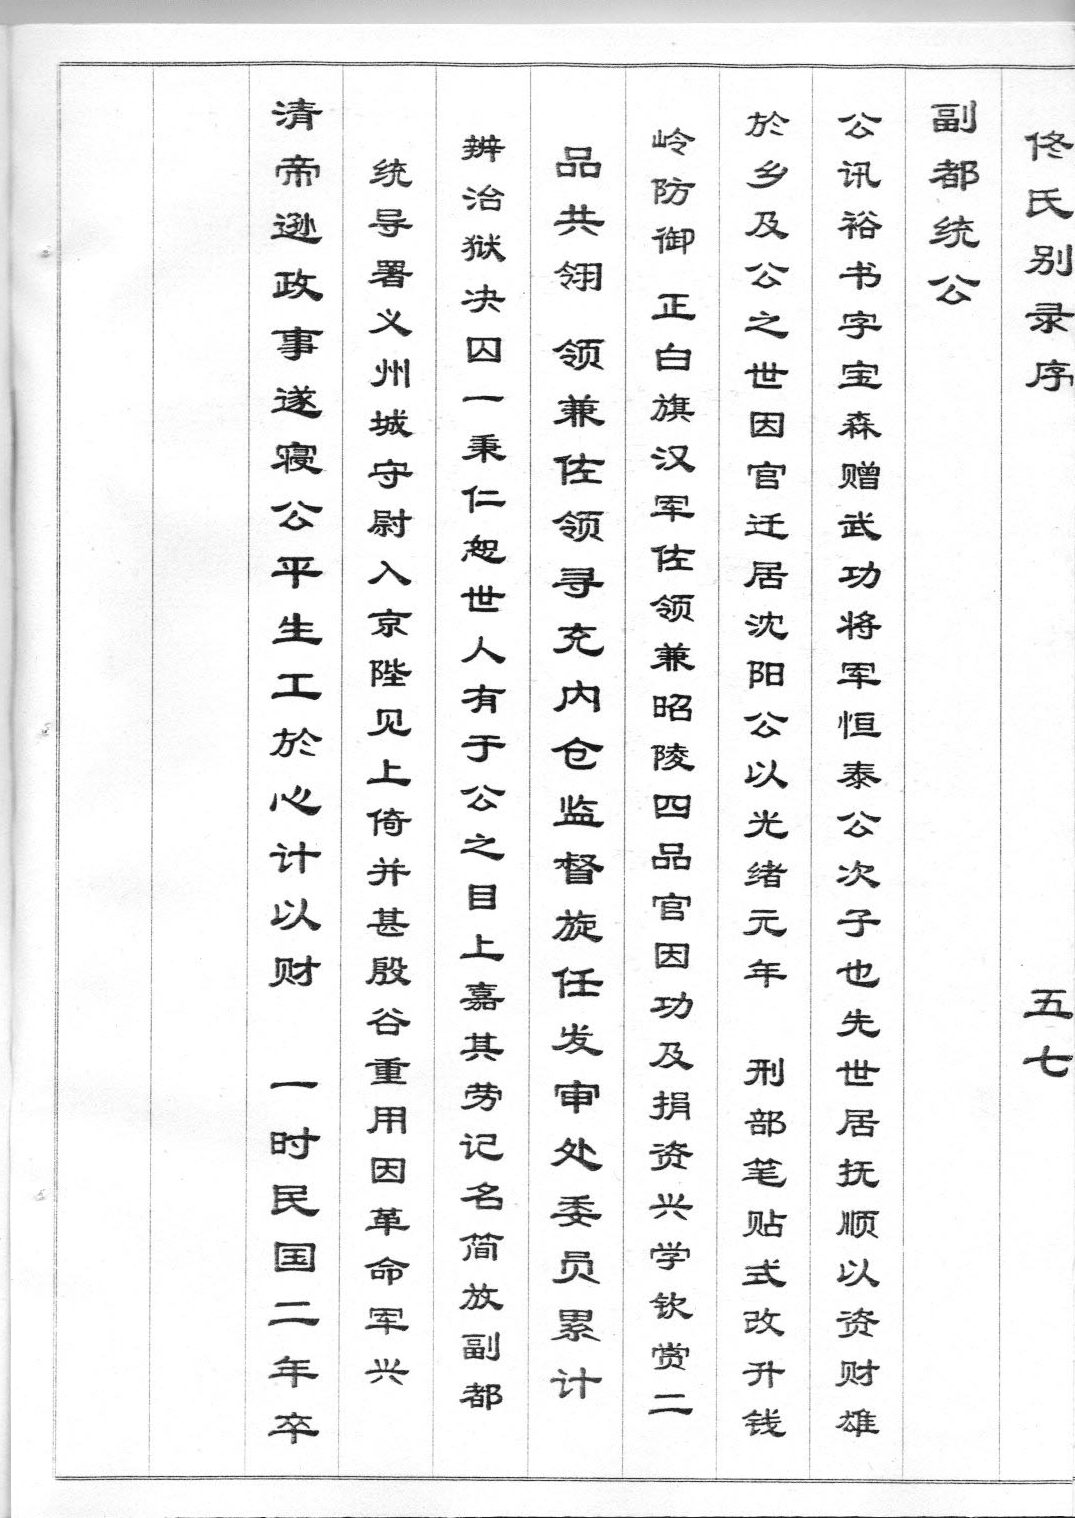 佟氏别录序 五七
副都统公
公讯裕书字宝森赠武功将军恒泰公次子也先世居抚顺以资财雄
於乡及公之世因官迁居沈阳公以光绪元年 刑部笔贴式改升钱
岭防御 正白旗汉军佐领兼昭陵四品官因功及捐资兴学钦赏二
品共翎 领兼佐领寻充内仓监督旋任发审处委员累计
辨治狱决囚一秉仁恕世人有于公之目上嘉其劳记名简放副都
统导署义州城守尉入京陛见上倚并甚殷谷重用因革命军兴
清帝逊政事遂寝公平生工於心计以财 一时民国二年卒